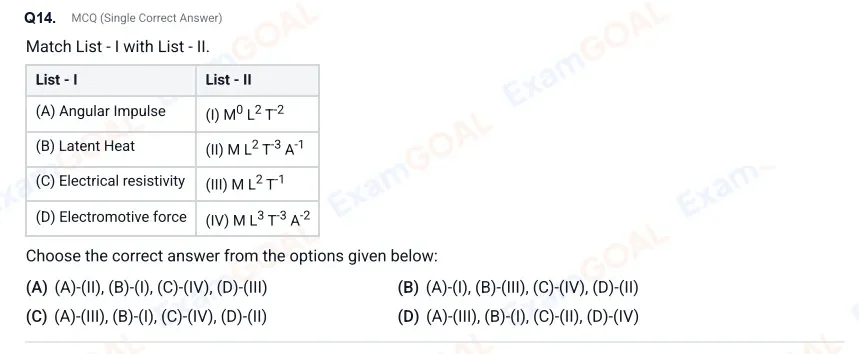 Q14. MCQ (Single Correct Answer)
Match List - I with List - II.
List - I List - II
(A) Angular Impulse (I) M⁰ L² T⁻²
(B) Latent Heat (II) M L² T⁻³ A⁻¹
(C) Electrical resistivity (III) M L² T⁻¹
(D) Electromotive force (IV) M L³ T⁻³ A⁻²
Choose the correct answer from the options given below:
(A) (A)-(II), (B)-(I), (C)-(IV), (D)-(III) (B) (A)-(I), (B)-(III), (C)-(IV), (D)-(II)
(C) (A)-(III), (B)-(I), (C)-(IV), (D)-(II) (D) (A)-(III), (B)-(I), (C)-(II), (D)-(IV)
ExamGOAL
ExamGOAL